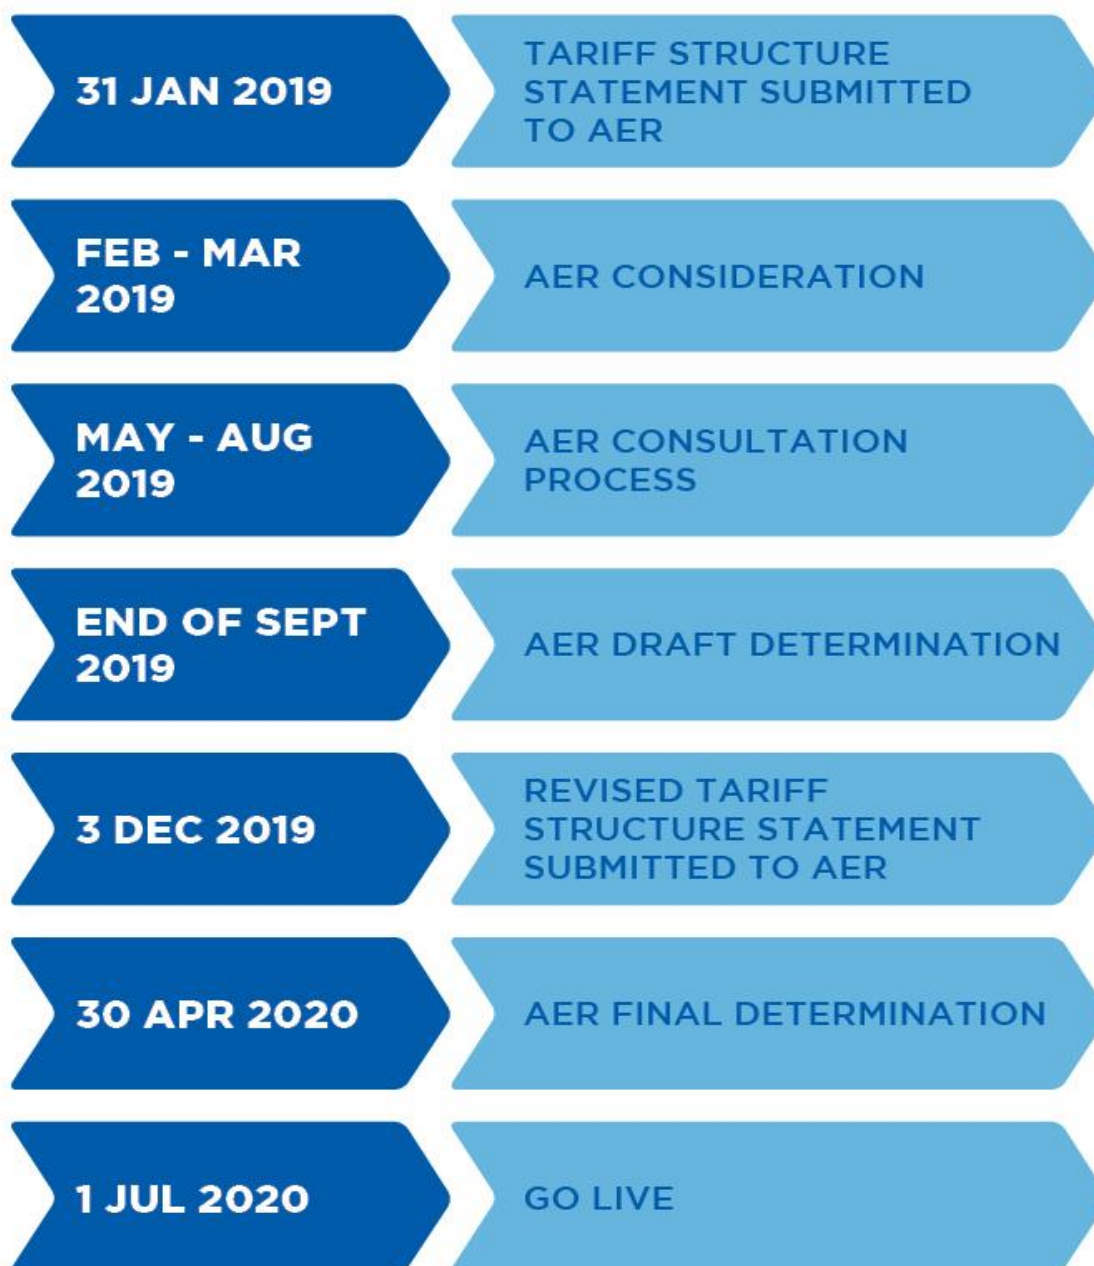 31 JAN 2019
TARIFF STRUCTURE
STATEMENT SUBMITTED
TO AER
FEB - MAR
2019
AER CONSIDERATION
MAY - AUG
2019
AER CONSULTATION
PROCESS
END OF SEPT
2019
AER DRAFT DETERMINATION
3 DEC 2019
REVISED TARIFF
STRUCTURE STATEMENT
SUBMITTED TO AER
30 APR 2020
AER FINAL DETERMINATION
1 JUL 2020
GO LIVE